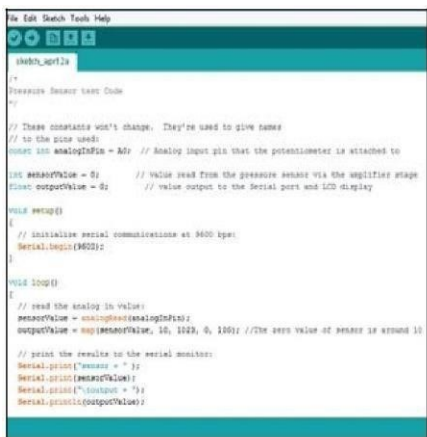 File Edit Sketch Tools Help
sketch_apr12a
/*
Pressure Sensor test Code
*/
// These constants won't change. They're used to give names
// to the pins used:
const int analogInPin = A0; // Analog input pin that the potentiometer is attached to
int sensorValue = 0; // value read from the pressure sensor via the amplifier stage
float outputValue = 0; // value output to the Serial port and LCD display
void setup()
{
// initialize serial communications at 9600 bps:
Serial.begin(9600);
}
void loop()
{
// read the analog in value:
sensorValue = analogRead(analogInPin);
outputValue = map(sensorValue, 10, 1023, 0, 100); //The zero value of sensor is around 10
// print the results to the serial monitor:
Serial.print("sensor = " );
Serial.print(sensorValue);
Serial.print("\toutput = ");
Serial.println(outputValue);